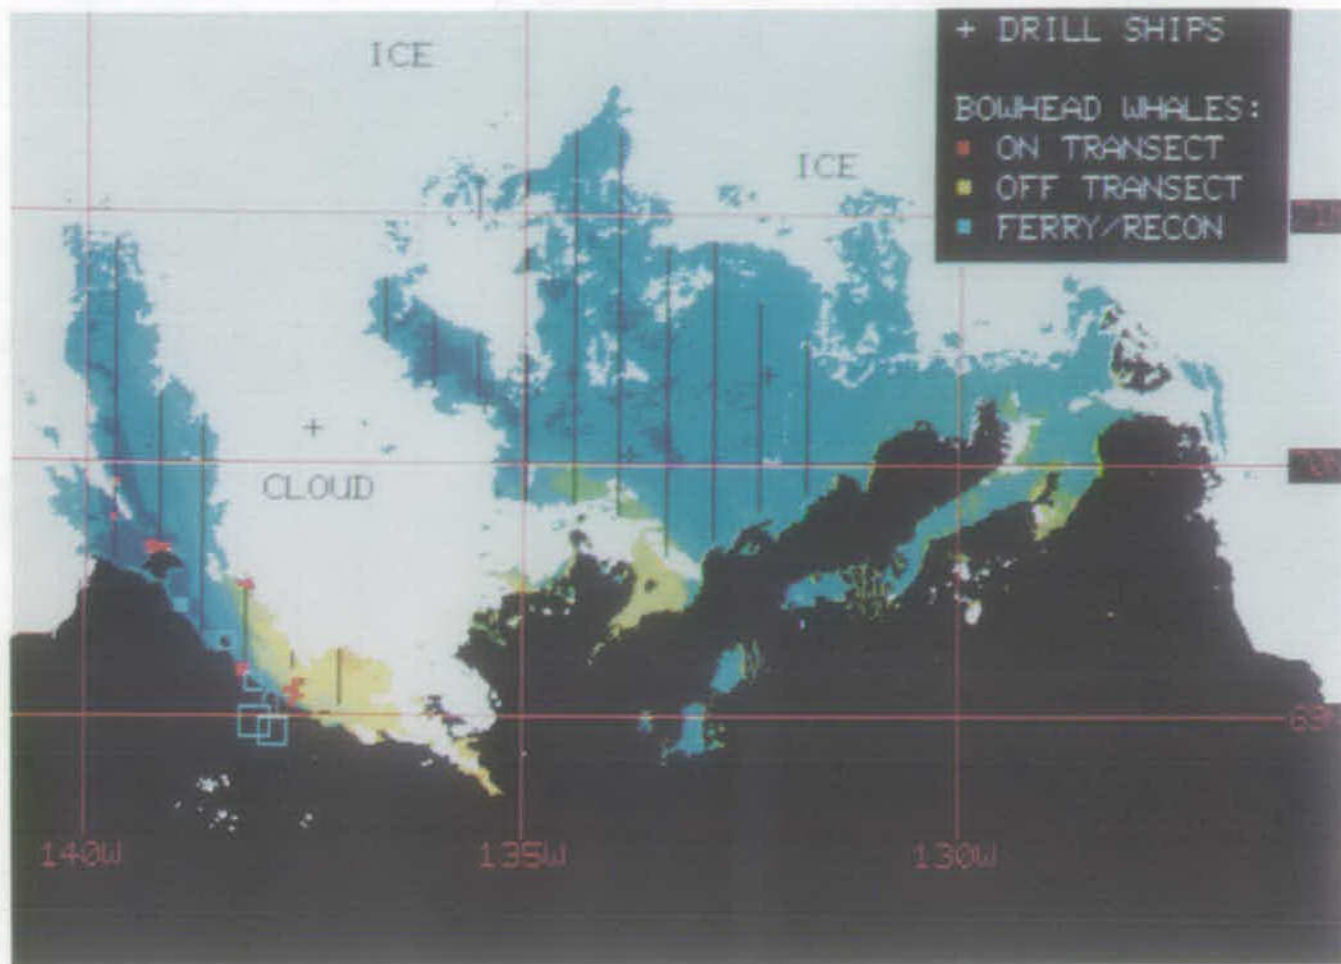 ICE
+ DRILL SHIPS
BOWHEAD WHALES:
ON TRANSECT
ICE
OFF TRANSECT
FERRY/RECON
CLOUD
140W
135W
130W